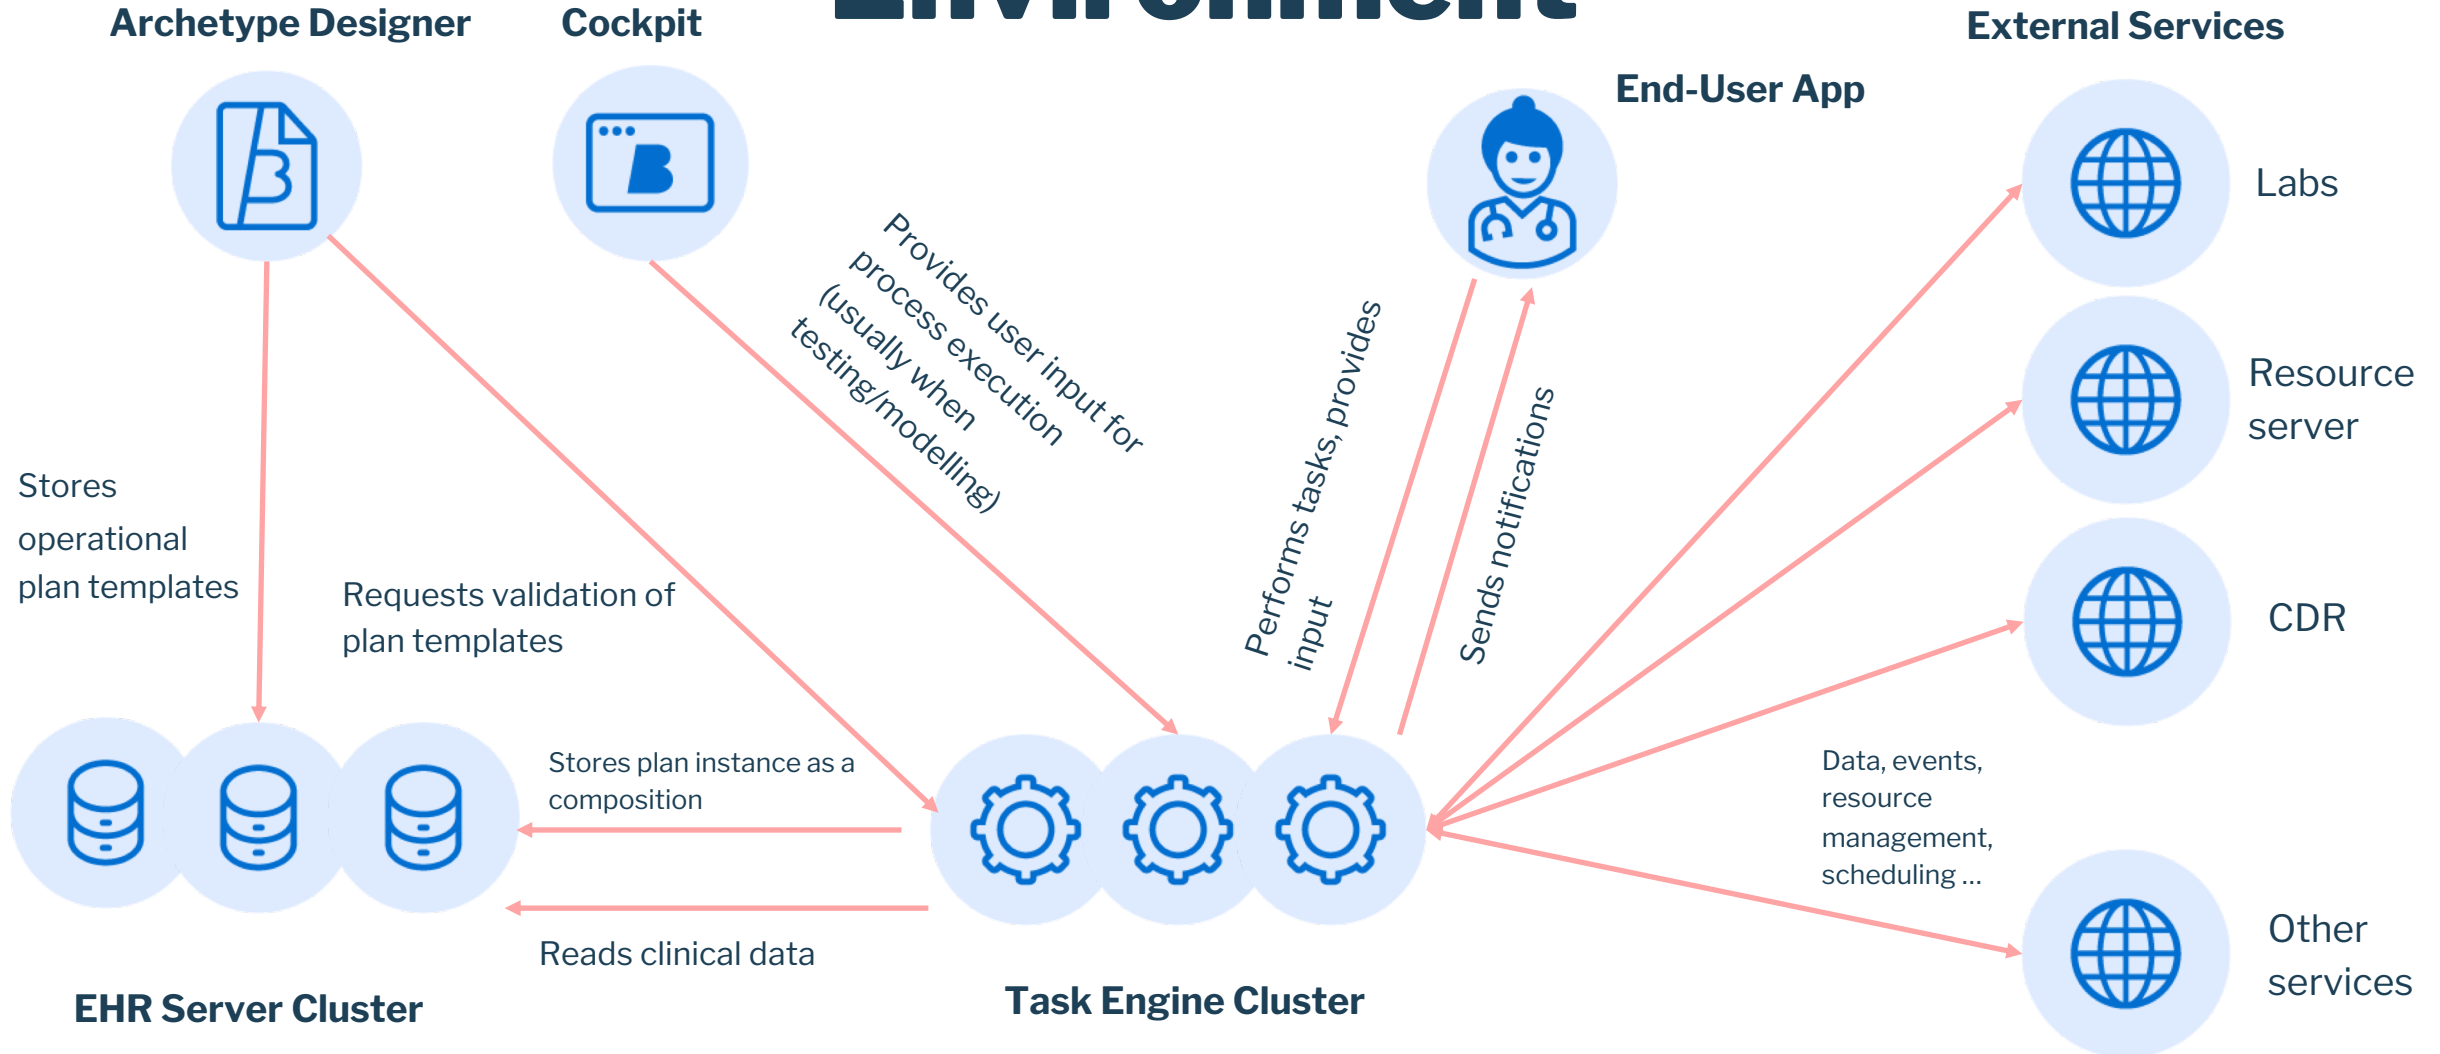 Environment
Archetype Designer
Cockpit
External Services
End-User App
Labs
Resource
server
CDR
Other
services
Provides user input for
process execution
(usually when
testing/modelling)
Performs tasks, provides
input
Sends notifications
Stores
operational
plan templates
Requests validation of
plan templates
Stores plan instance as a
composition
Reads clinical data
Data, events,
resource
management,
scheduling ...
EHR Server Cluster
Task Engine Cluster